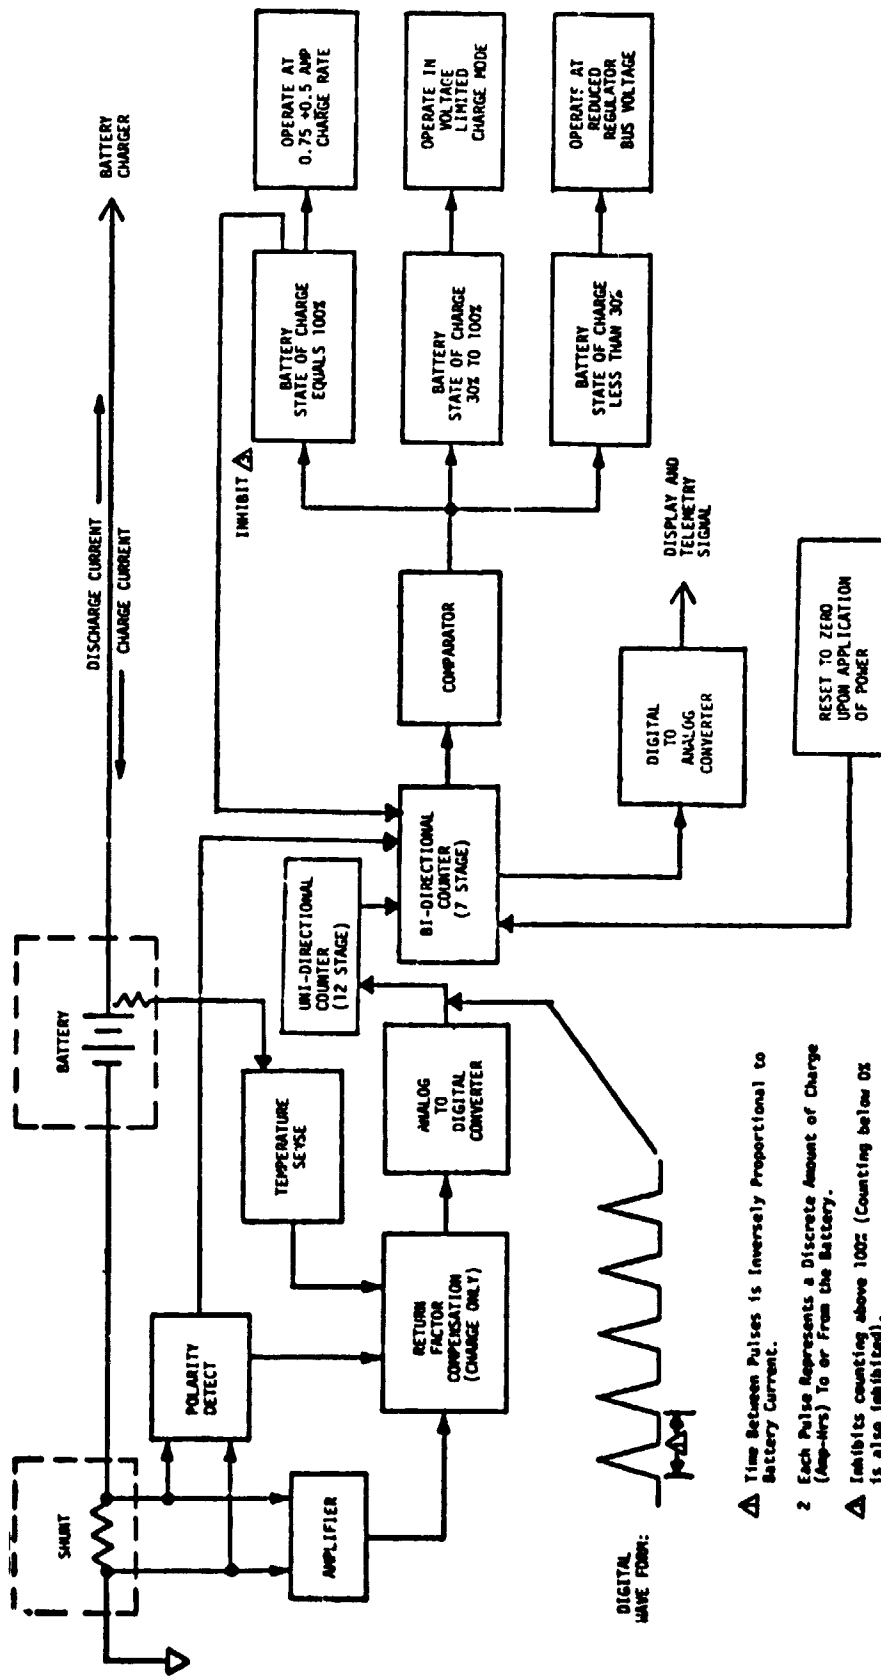 SHUNT
BATTERY
DISCHARGE CURRENT
CHARGE CURRENT
BATTERY
CHARGER
POLARITY
DETECT
TEMPERATURE
SENSE
AMPLIFIER
RETURN
FACTOR
COMPENSATION
(CHARGE ONLY)
ANALOG
TO
DIGITAL
CONVERTER
UNI-DIRECTIONAL
COUNTER
(12 STAGE)
BI-DIRECTIONAL
COUNTER
(7 STAGE)
COMPARATOR
INHIBIT 3
BATTERY
STATE OF CHARGE
EQUALS 100%
OPERATE AT
0.75 +0.5 AMP
CHARGE RATE
BATTERY
STATE OF CHARGE
30% TO 100%
OPERATE IN
VOLTAGE
LIMITED
CHARGE MODE
BATTERY
STATE OF CHARGE
LESS THAN 30%
OPERATE AT
REDUCED
REGULATOR
BUS VOLTAGE
DIGITAL
TO
ANALOG
CONVERTER
DISPLAY AND
TELEMETRY
SIGNAL
RESET TO ZERO
UPON APPLICATION
OF POWER
DIGITAL
WAVE FORM:
1
1 Time Between Pulses is Inversely Proportional to
Battery Current.
2 Each Pulse Represents a Discrete Amount of Charge
(Amp-Hrs) To or From the Battery.
3 Inhibits counting above 100% (Counting below 0%
is also inhibited).